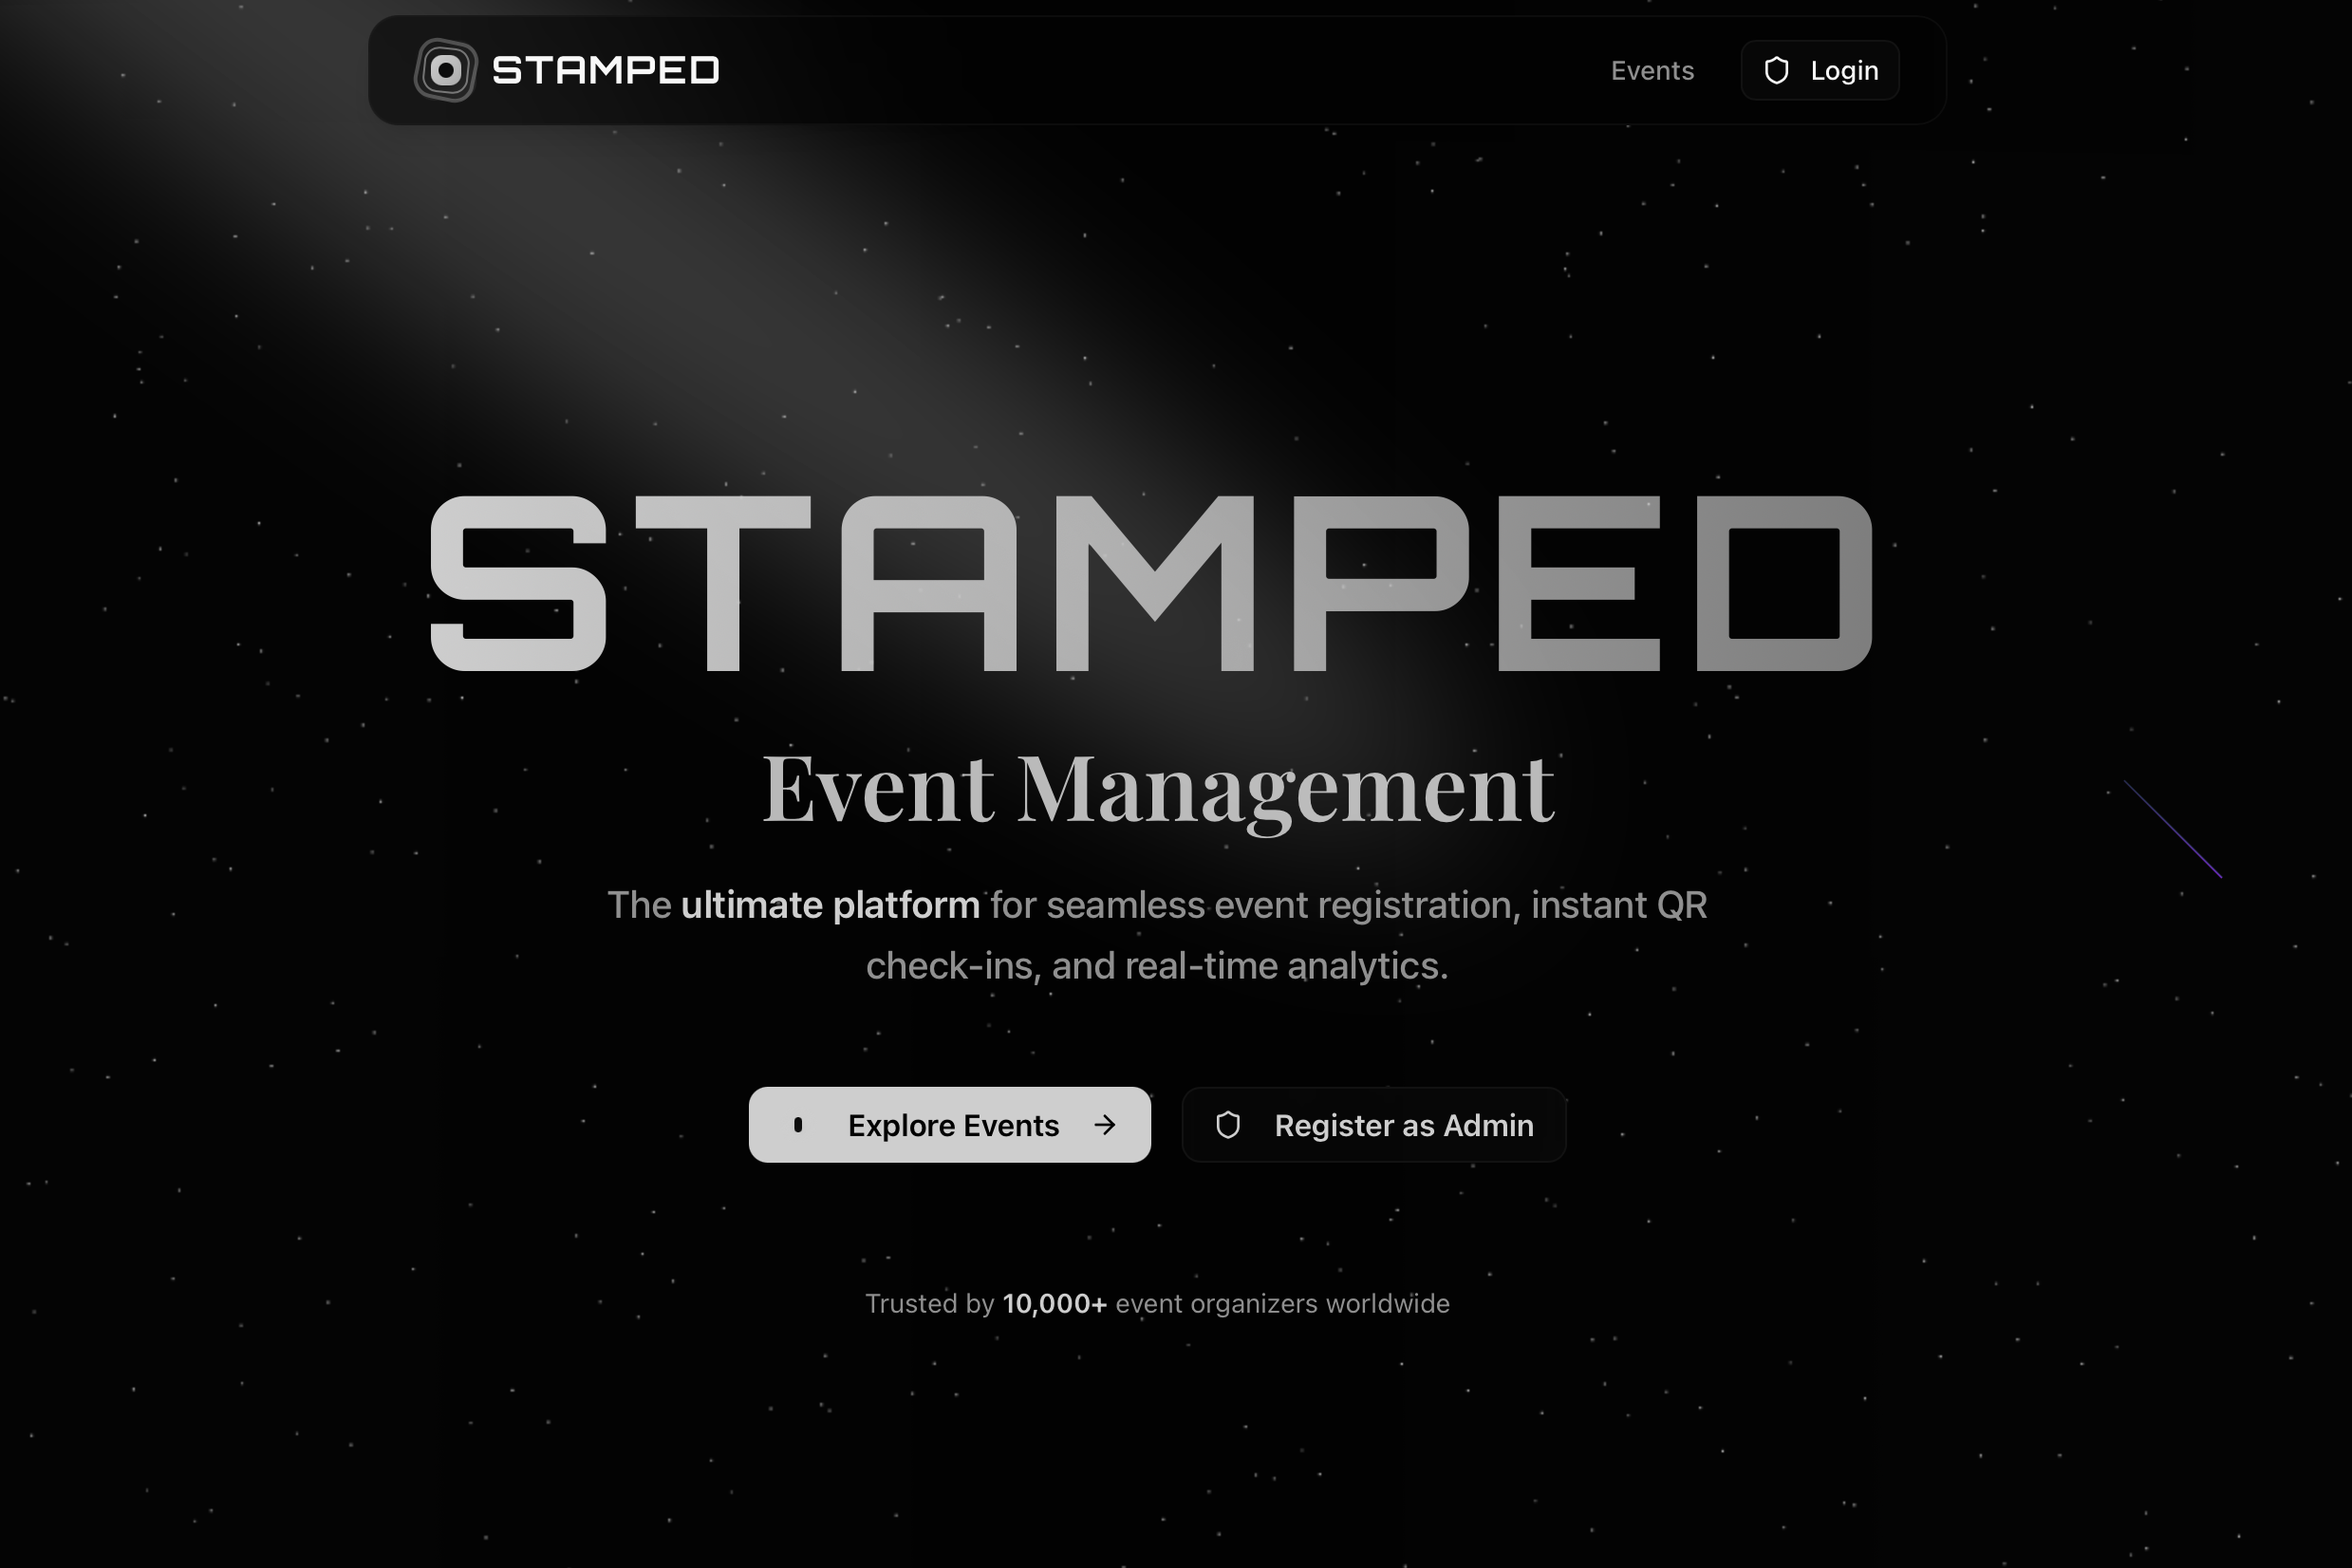 STAMPED
Events
Login
STAMPED
Event Management
The ultimate platform for seamless event registration, instant QR
check-ins, and real-time analytics.
Explore Events
Register as Admin
Trusted by 10,000+ event organizers worldwide